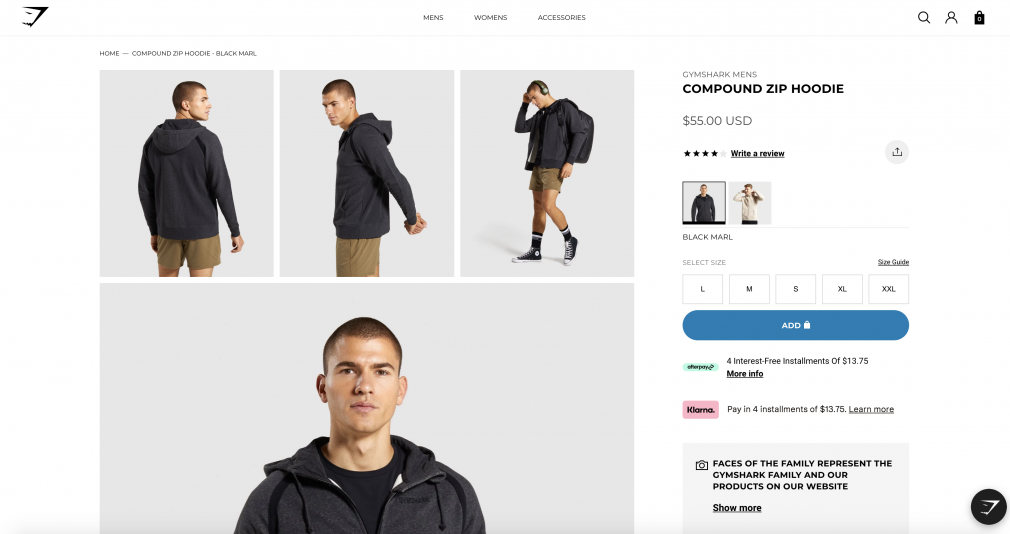 MENS WOMENS ACCESSORIES
0
HOME — COMPOUND ZIP HOODIE - BLACK MARL
GYMSHARK MENS
COMPOUND ZIP HOODIE
$55.00 USD
Write a review
BLACK MARL
SELECT SIZE Size Guide
L M S XL XXL
ADD
afterpay 4 Interest-Free Installments Of $13.75
More info
Klarna. Pay in 4 installments of $13.75. Learn more
FACES OF THE FAMILY REPRESENT THE
GYMSHARK FAMILY AND OUR
PRODUCTS ON OUR WEBSITE
Show more